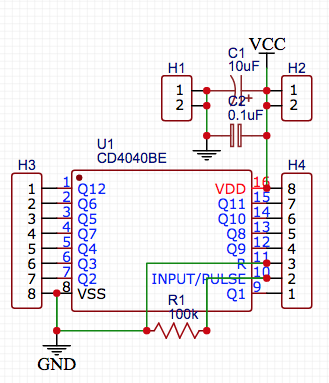 VCC
C1
10uF
H1
H2
1
2
1
2
C2
0.1uF
U1
CD4040BE
H3
H4
1 1 Q12 VDD 16 8
2 2 Q6 Q11 15 7
3 3 Q5 Q10 14 6
4 4 Q7 Q8 13 5
5 5 Q4 Q9 12 4
6 6 Q3 R 11 3
7 7 Q2 INPUT/PULSE 10 2
8 8 VSS Q1 9 1
R1
100k
GND